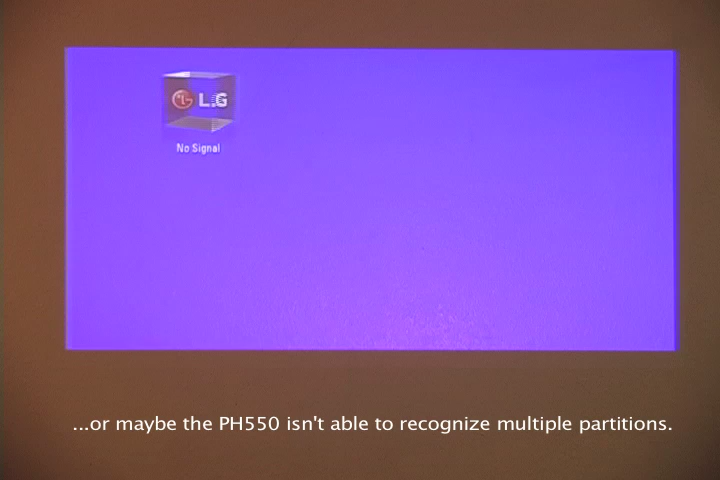 LG
No Signal
...or maybe the PH550 isn't able to recognize multiple partitions.